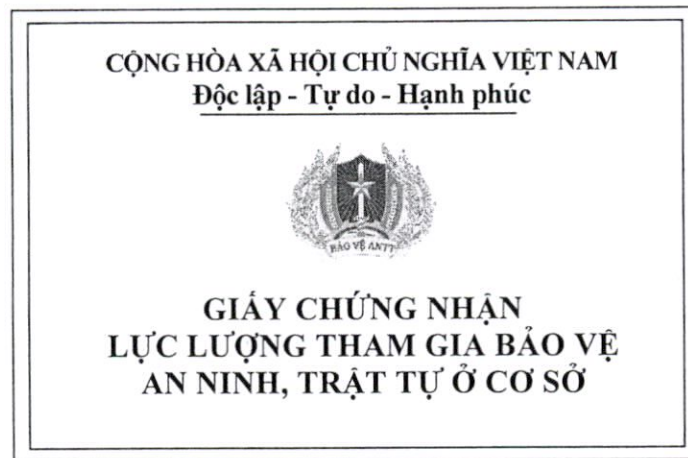 CỘNG HÒA XÃ HỘI CHỦ NGHĨA VIỆT NAM
Độc lập - Tự do - Hạnh phúc
BẢO VỆ ANTT
GIẤY CHỨNG NHẬN
LỰC LƯỢNG THAM GIA BẢO VỆ
AN NINH, TRẬT TỰ Ở CƠ SỞ